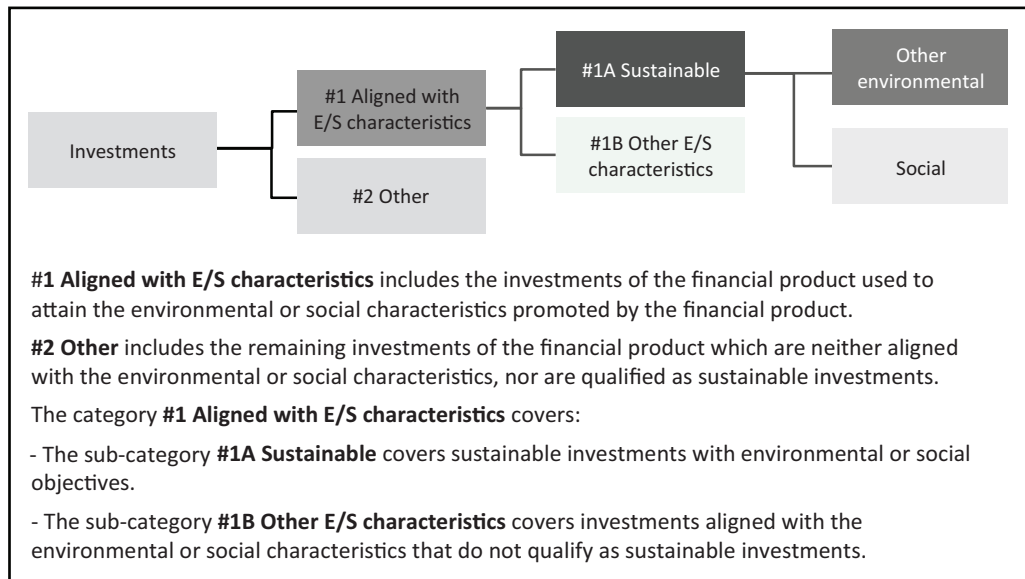 Investments
#1 Aligned with
E/S characteristics
#2 Other
#1A Sustainable
#1B Other E/S
characteristics
Other
environmental
Social
#1 Aligned with E/S characteristics includes the investments of the financial product used to
attain the environmental or social characteristics promoted by the financial product.
#2 Other includes the remaining investments of the financial product which are neither aligned
with the environmental or social characteristics, nor are qualified as sustainable investments.
The category #1 Aligned with E/S characteristics covers:
- The sub-category #1A Sustainable covers sustainable investments with environmental or social
objectives.
- The sub-category #1B Other E/S characteristics covers investments aligned with the
environmental or social characteristics that do not qualify as sustainable investments.